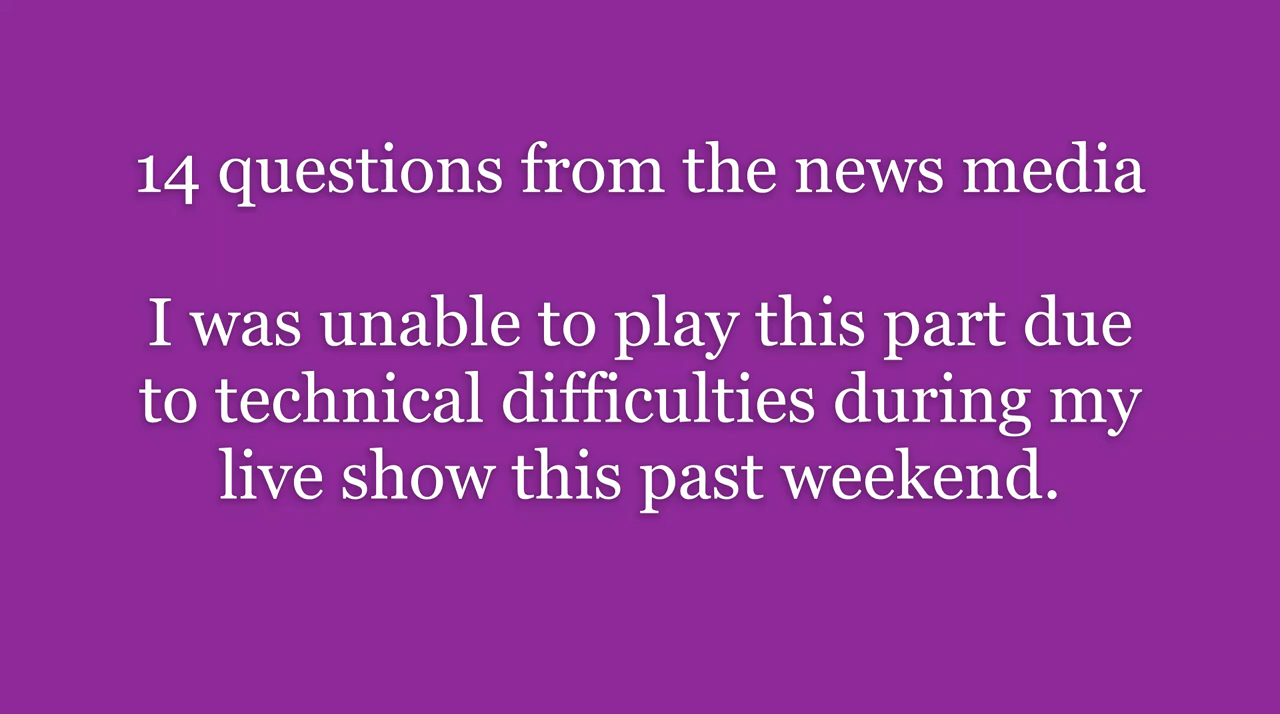 14 questions from the news media
I was unable to play this part due
to technical difficulties during my
live show this past weekend.